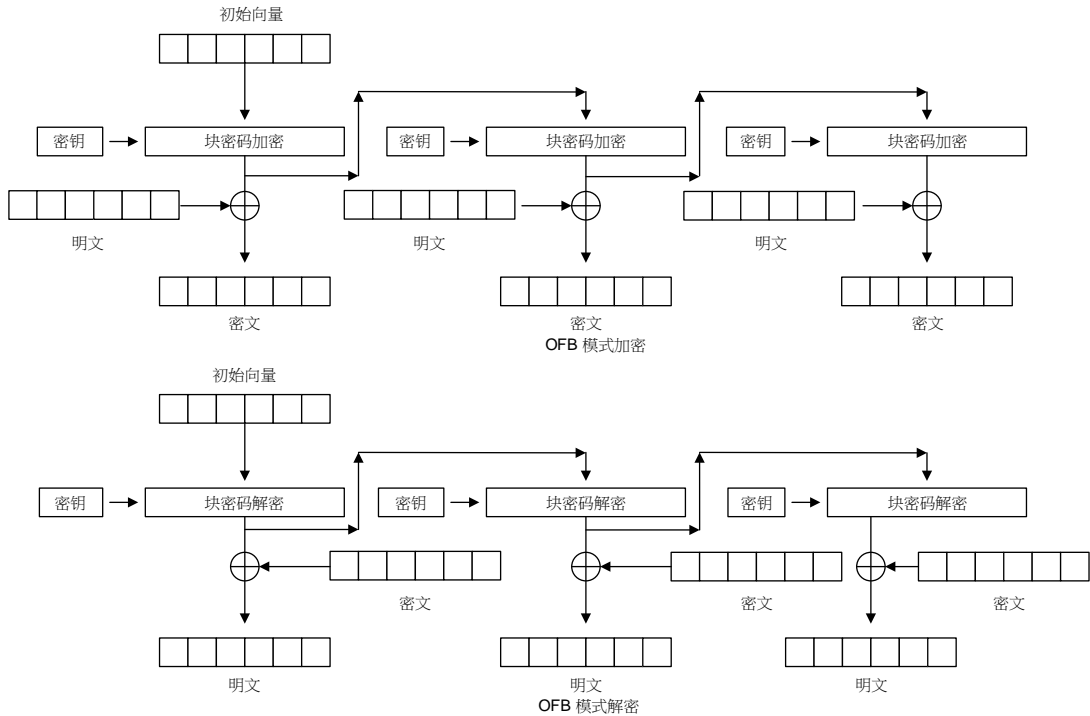 初始向量
密钥
块密码加密
密钥
块密码加密
密钥
块密码加密
明文
明文
明文
密文
密文
密文
OFB 模式加密
初始向量
密钥
块密码解密
密钥
块密码解密
密钥
块密码解密
密文
密文
密文
明文
明文
明文
OFB 模式解密